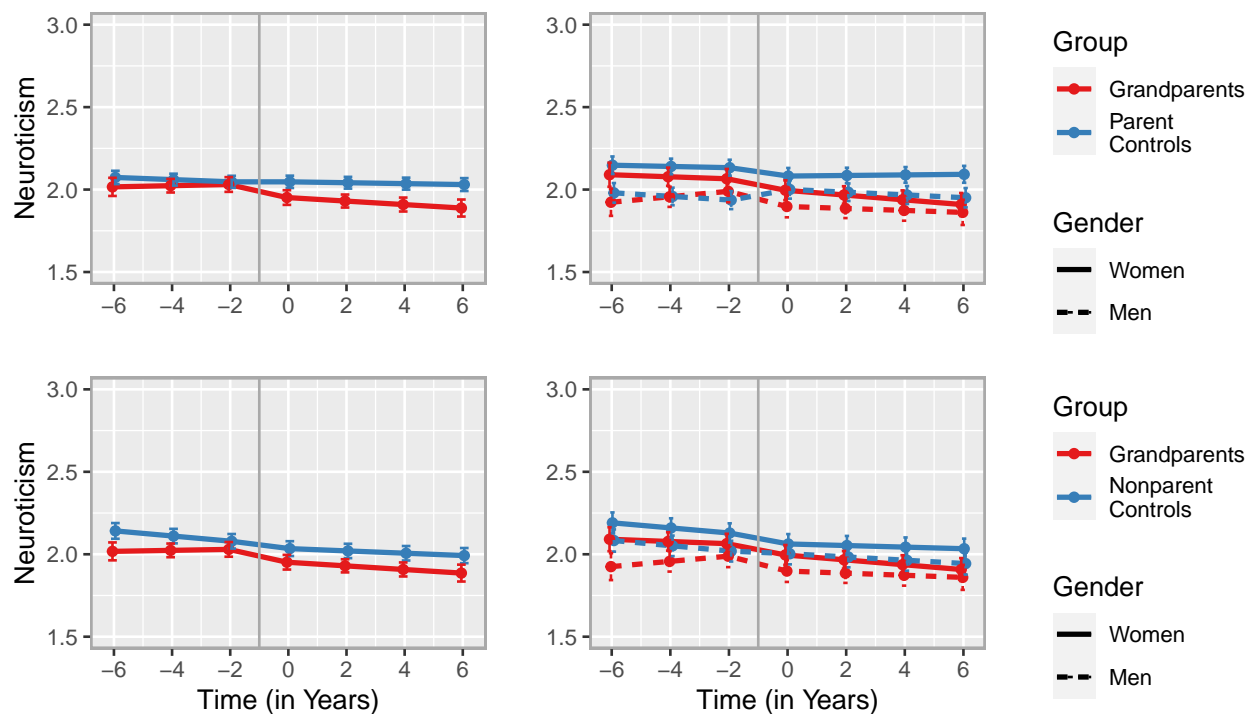 3.0
2.5
2.0
1.5
Neuroticism
−6 −4 −2 0 2 4 6
3.0
2.5
2.0
1.5
−6 −4 −2 0 2 4 6
Group
Grandparents
Parent
Controls
Gender
Women
Men
3.0
2.5
2.0
1.5
Neuroticism
−6 −4 −2 0 2 4 6
Time (in Years)
3.0
2.5
2.0
1.5
−6 −4 −2 0 2 4 6
Time (in Years)
Group
Grandparents
Nonparent
Controls
Gender
Women
Men